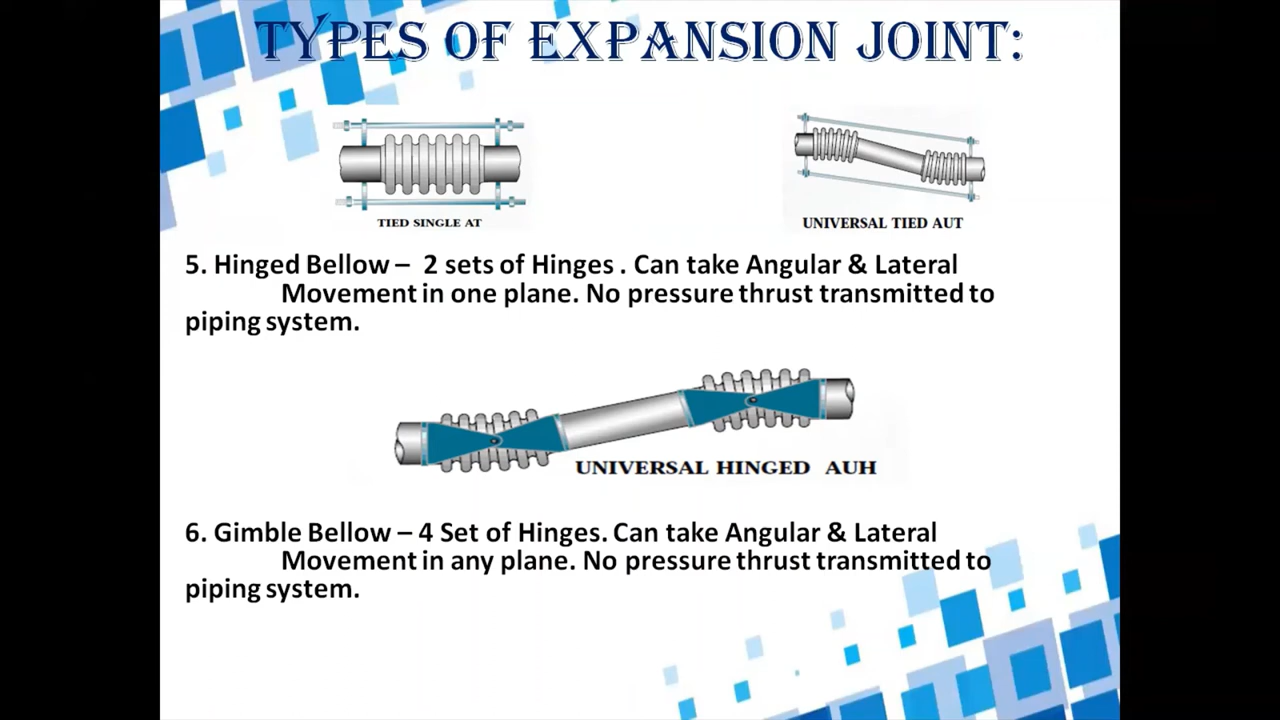 TYPES OF EXPANSION JOINT:
TIED SINGLE AT
UNIVERSAL TIED AUT
5. Hinged Bellow – 2 sets of Hinges . Can take Angular & Lateral
Movement in one plane. No pressure thrust transmitted to
piping system.
UNIVERSAL HINGED AUH
6. Gimble Bellow – 4 Set of Hinges. Can take Angular & Lateral
Movement in any plane. No pressure thrust transmitted to
piping system.